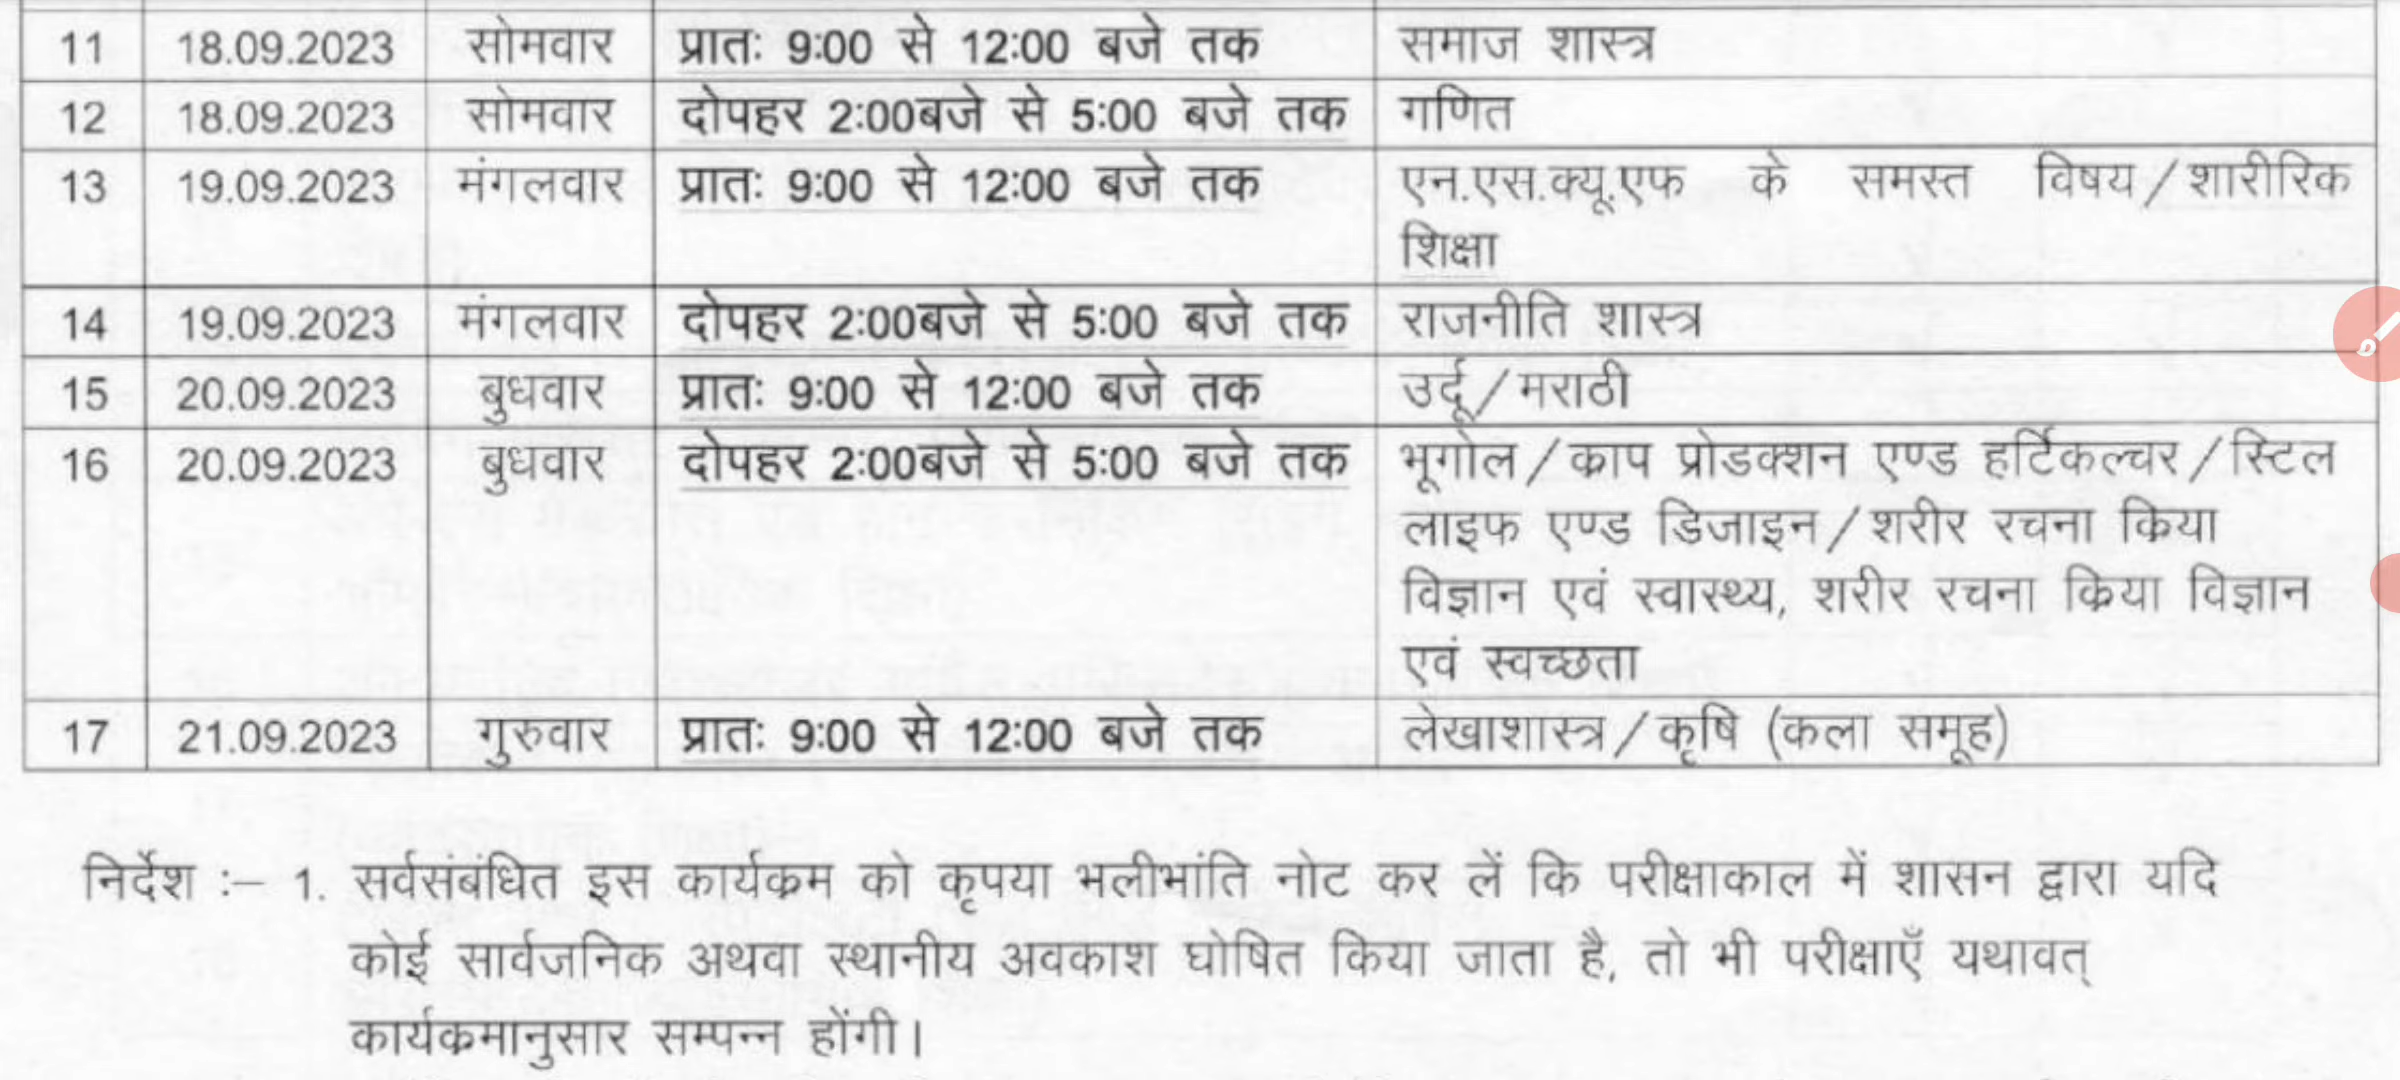 11 18.09.2023 सोमवार प्रातः 9:00 से 12:00 बजे तक समाज शास्त्र
12 18.09.2023 सोमवार दोपहर 2:00बजे से 5:00 बजे तक गणित
13 19.09.2023 मंगलवार प्रातः 9:00 से 12:00 बजे तक एन.एस.क्यू.एफ के समस्त विषय/शारीरिक
शिक्षा
14 19.09.2023 मंगलवार दोपहर 2:00बजे से 5:00 बजे तक राजनीति शास्त्र
15 20.09.2023 बुधवार प्रातः 9:00 से 12:00 बजे तक उर्दू/मराठी
16 20.09.2023 बुधवार दोपहर 2:00बजे से 5:00 बजे तक भूगोल/काप प्रोडक्शन एण्ड हर्टिकल्चर/स्टिल
लाइफ एण्ड डिजाइन/शरीर रचना किया
विज्ञान एवं स्वास्थ्य, शरीर रचना किया विज्ञान
एवं स्वच्छता
17 21.09.2023 गुरुवार प्रातः 9:00 से 12:00 बजे तक लेखाशास्त्र/कृषि (कला समूह)
निर्देश :– 1. सर्वसंबंधित इस कार्यकम को कृपया भलीभांति नोट कर लें कि परीक्षाकाल में शासन द्वारा यदि
कोई सार्वजनिक अथवा स्थानीय अवकाश घोषित किया जाता है, तो भी परीक्षाएँ यथावत्
कार्यकमानुसार सम्पन्न होंगी।